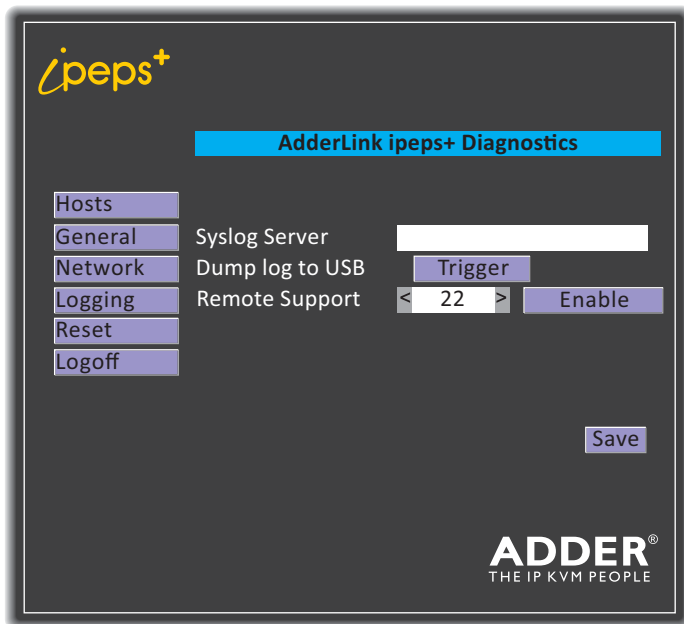 ipeps+
AdderLink ipeps+ Diagnostics
Hosts
General
Syslog Server
Network
Dump log to USB
Trigger
Logging
Remote Support
< 22 >
Enable
Reset
Logoff
Save
ADDER®
THE IP KVM PEOPLE